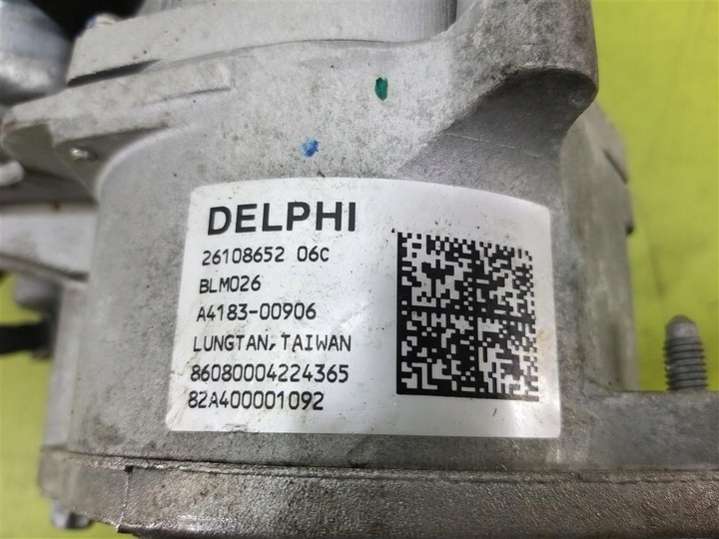 DELPHI
26108652 06C
BLM026
A4183-00906
LUNGTAN, TAIWAN
86080004224365
82A400001092